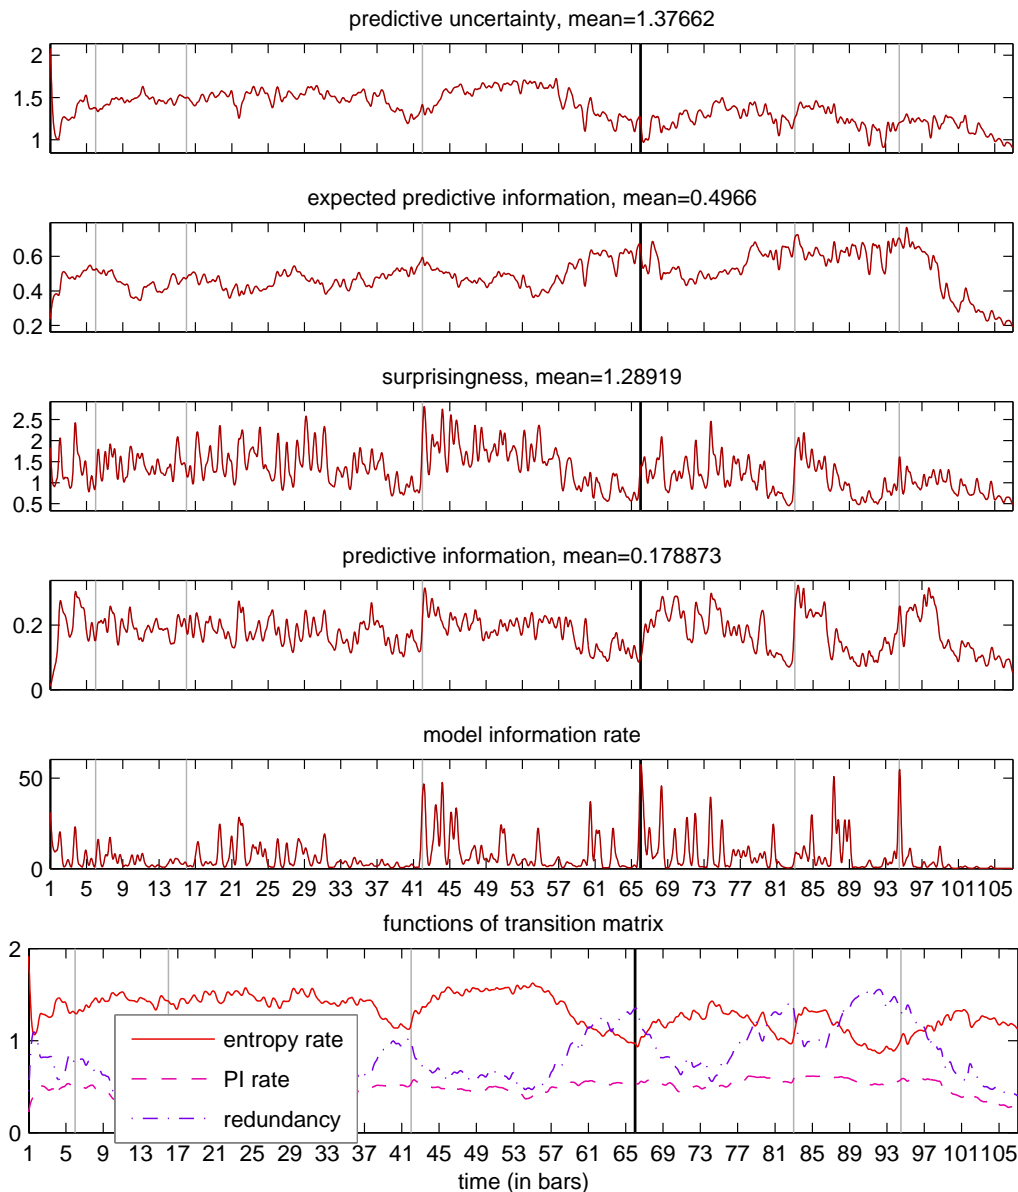 predictive uncertainty, mean=1.37662
2
1.5
1
expected predictive information, mean=0.4966
0.6
0.4
0.2
surprisingness, mean=1.28919
2.5
2
1.5
1
0.5
predictive information, mean=0.178873
0.2
0
model information rate
50
0
1 5 9 13 17 21 25 29 33 37 41 45 49 53 57 61 65 69 73 77 81 85 89 93 97 101 105
functions of transition matrix
2
1
0
entropy rate
PI rate
redundancy
1 5 9 13 17 21 25 29 33 37 41 45 49 53 57 61 65 69 73 77 81 85 89 93 97 101 105
time (in bars)